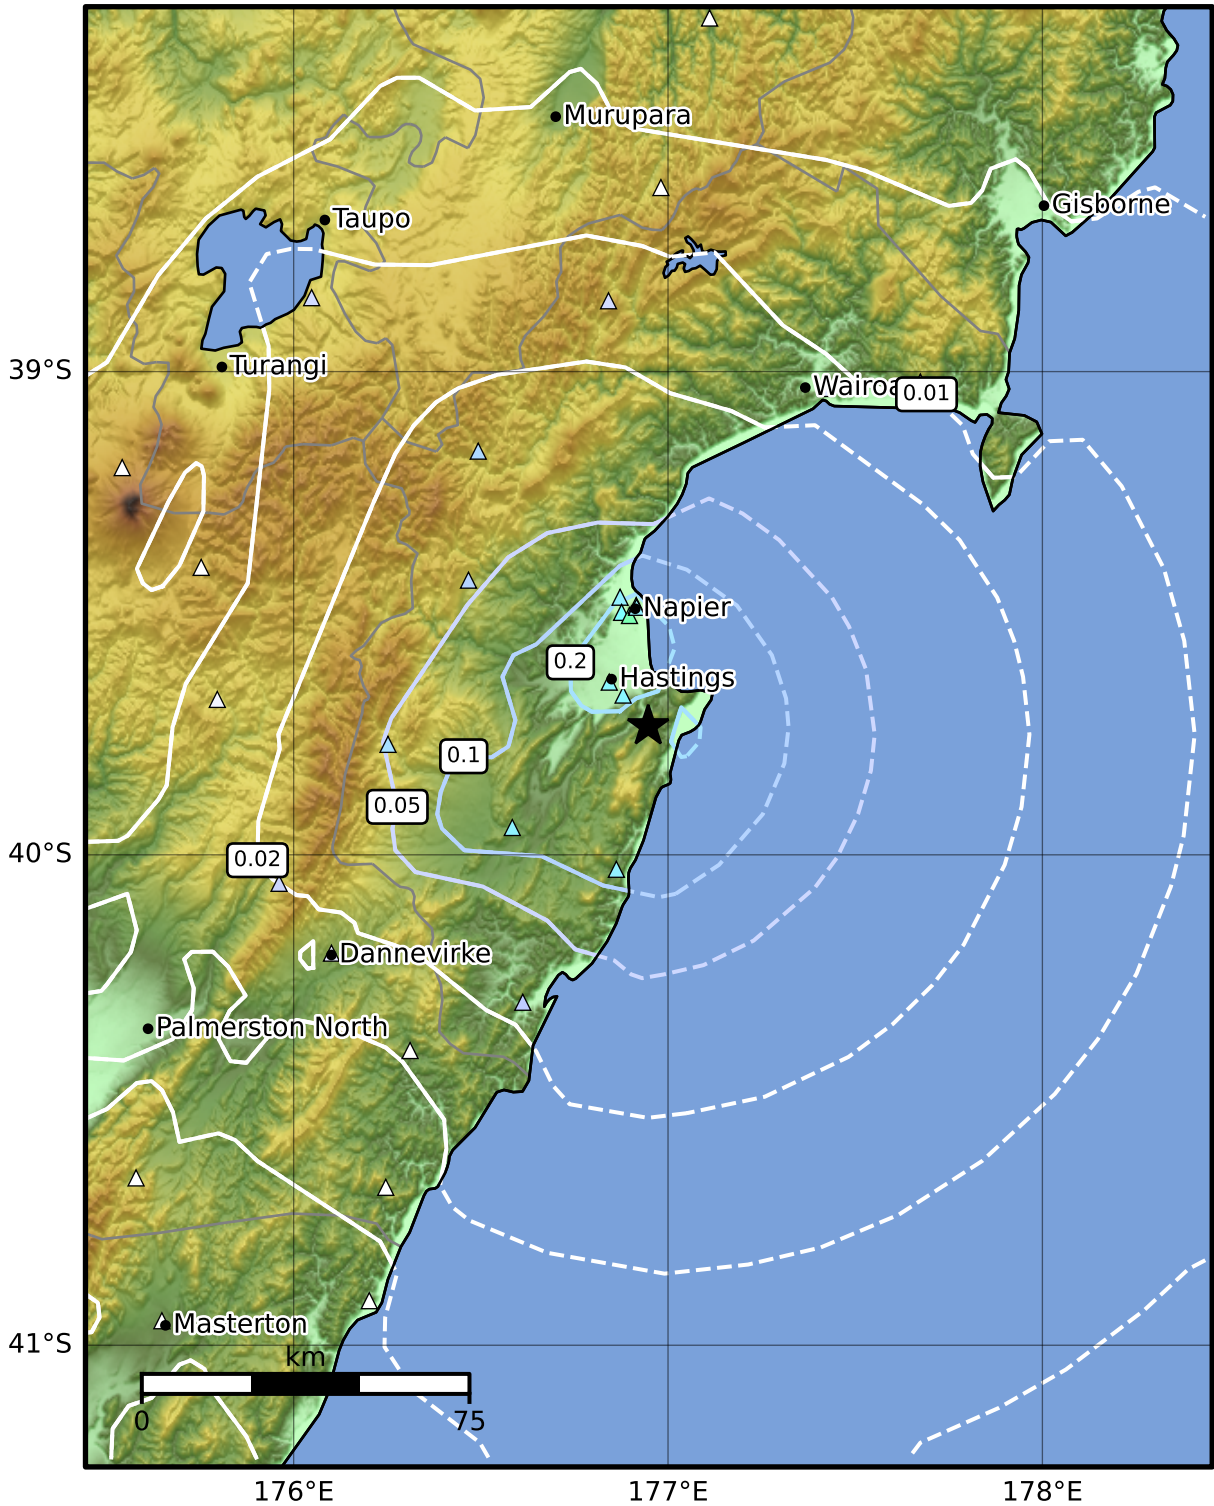 Murupara
Gisborne
Taupo
Turangi
39°S
Wairoa
0.01
Napier
0.2
Hastings
0.1
0.05
40°S
0.02
Dannevirke
Palmerston North
Masterton
41°S
km
0
75
176°E
177°E
178°E